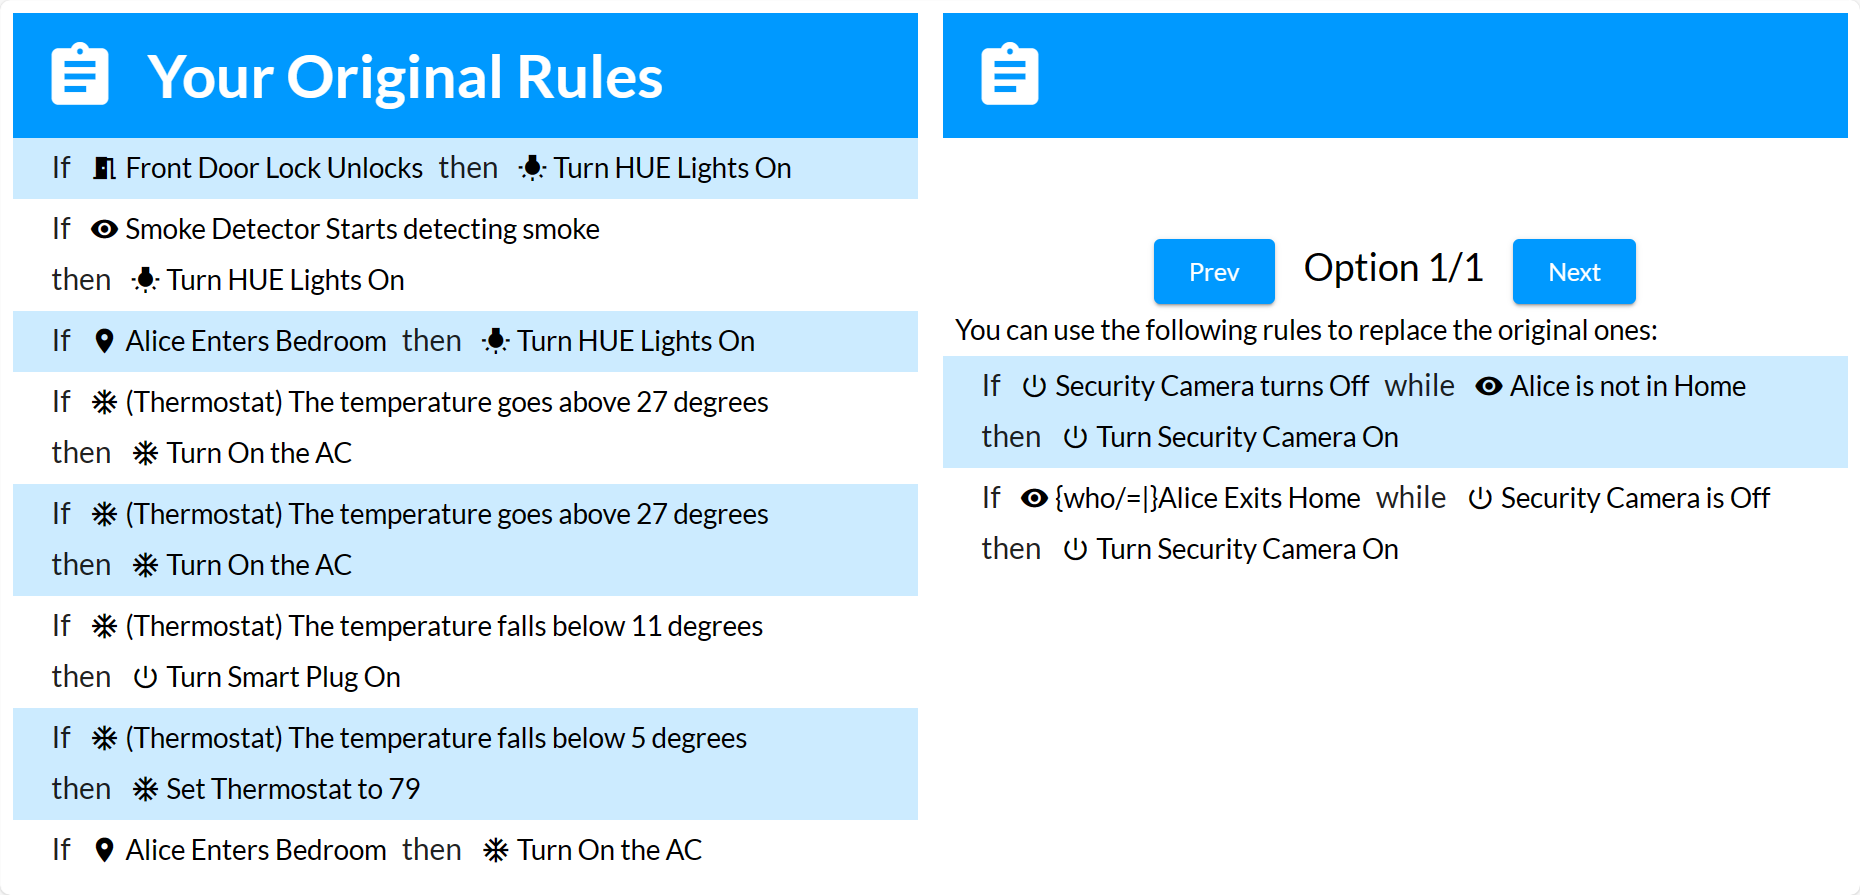 Your Original Rules
If Front Door Lock Unlocks then Turn HUE Lights On
If Smoke Detector Starts detecting smoke
then Turn HUE Lights On
If Alice Enters Bedroom then Turn HUE Lights On
If (Thermostat) The temperature goes above 27 degrees
then Turn On the AC
If (Thermostat) The temperature goes above 27 degrees
then Turn On the AC
If (Thermostat) The temperature falls below 11 degrees
then Turn Smart Plug On
If (Thermostat) The temperature falls below 5 degrees
then Set Thermostat to 79
If Alice Enters Bedroom then Turn On the AC
Prev Option 1/1 Next
You can use the following rules to replace the original ones:
If Security Camera turns Off while Alice is not in Home
then Turn Security Camera On
If {who/=|}Alice Exits Home while Security Camera is Off
then Turn Security Camera On